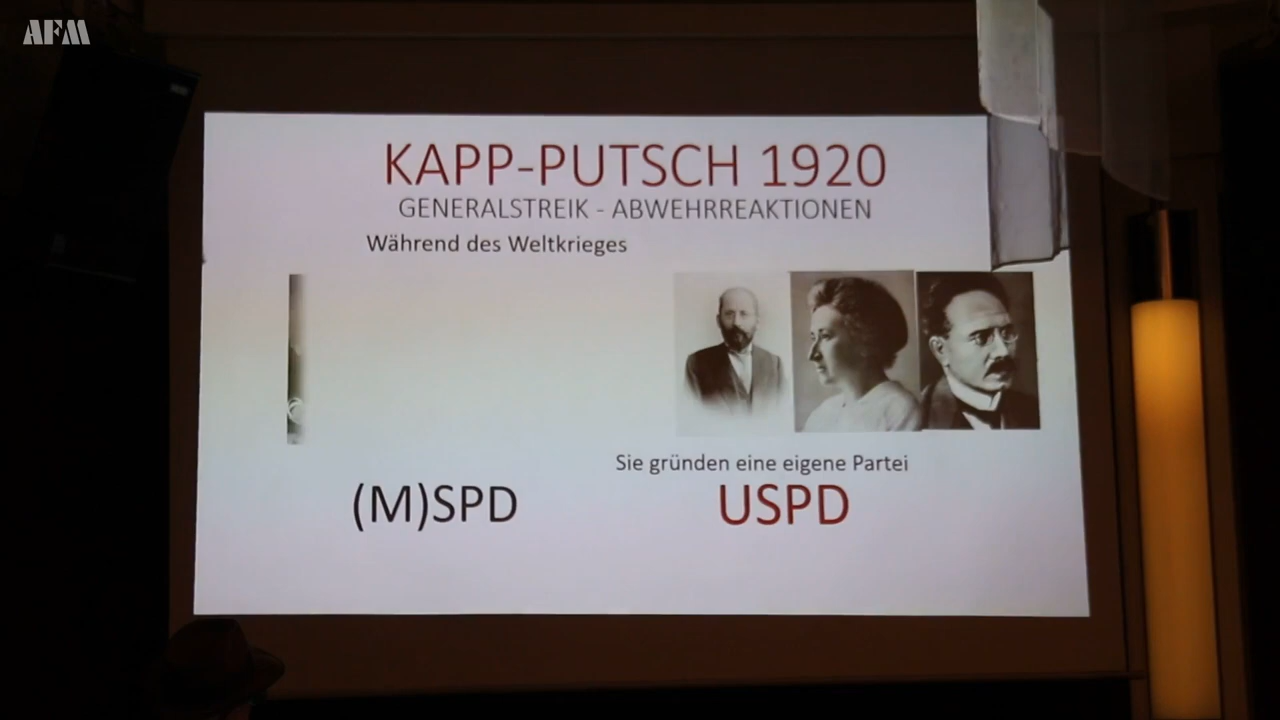 AFM
KAPP-PUTSCH 1920
GENERALSTREIK - ABWEHRREAKTIONEN
Während des Weltkrieges
Sie gründen eine eigene Partei
(M)SPD
USPD